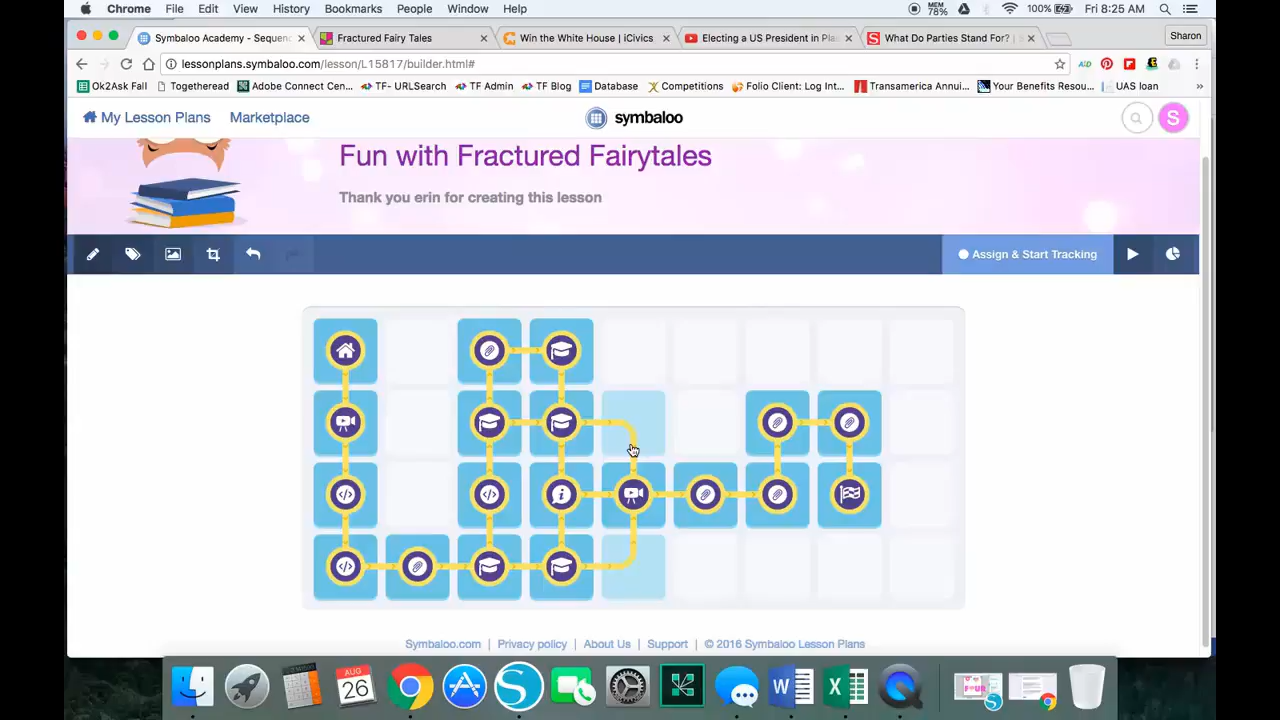 Chrome File Edit View History Bookmarks People Window Help MEM 78% 100% Fri 8:25 AM
Symbaloo Academy - Sequenc Fractured Fairy Tales Win the White House | iCivics Electing a US President in Pla What Do Parties Stand For? | S Sharon
lessonplans.symbaloo.com/lesson/L15817/builder.html#
Ok2Ask Fall Togetheread Adobe Connect Cen... TF- URLSearch TF Admin TF Blog Database Competitions Folio Client: Log Int... Transamerica Annui... Your Benefits Resou... UAS loan »
My Lesson Plans Marketplace symbaloo S
Fun with Fractured Fairytales
Thank you erin for creating this lesson
Assign & Start Tracking
Symbaloo.com | Privacy policy | About Us | Support | © 2016 Symbaloo Lesson Plans
AUG
26